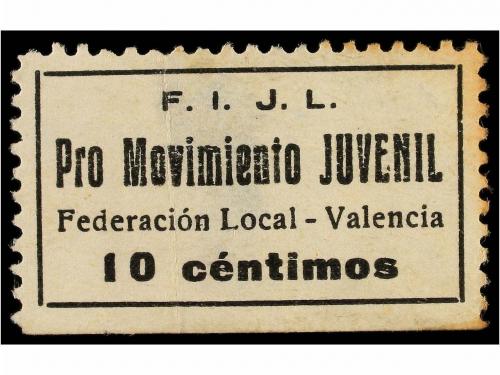 F. I. J. L.
Pro Movimiento JUVENIL
Federación Local - Valencia
10 céntimos